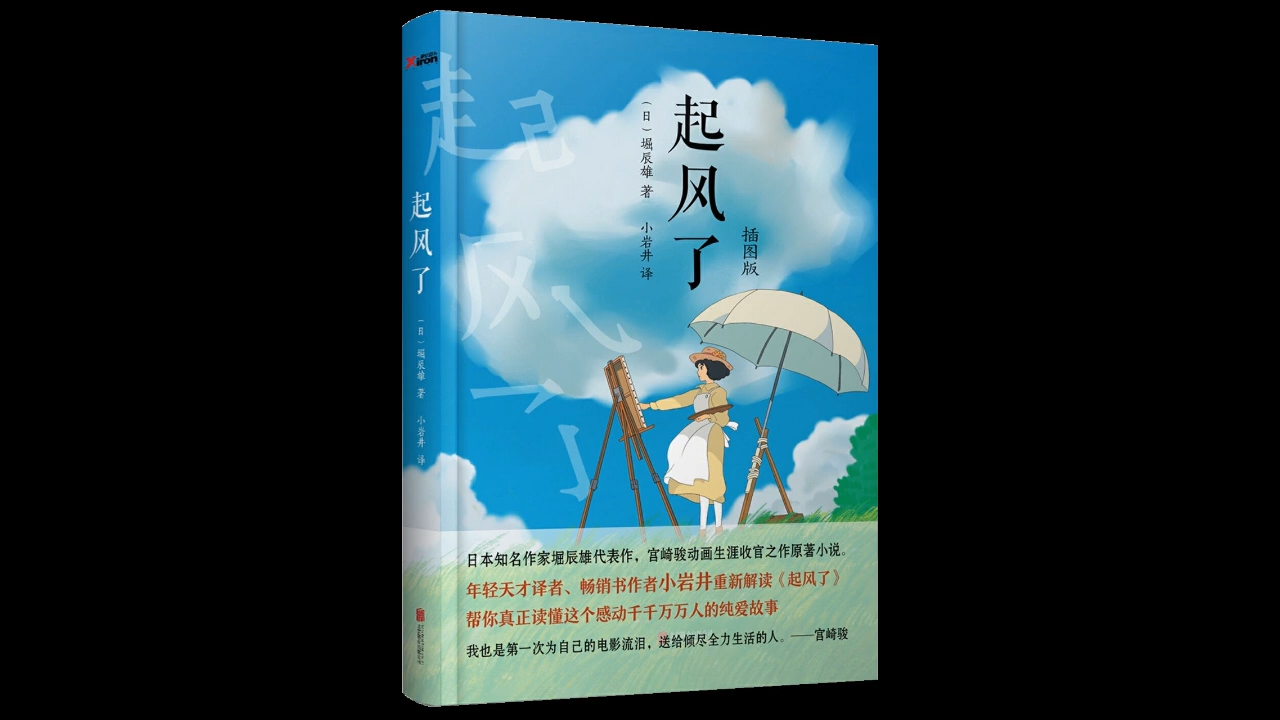 iron
起风了
起风了
（日）堀辰雄 著
小岩井 译
起风了
（日）堀辰雄 著
小岩井 译
插图版
日本知名作家堀辰雄代表作，宫崎骏动画生涯收官之作原著小说。
年轻天才译者、畅销书作者小岩井重新解读《起风了》
帮你真正读懂这个感动千千万万人的纯爱故事
我也是第一次为自己的电影流泪，送给倾尽全力生活的人。——宫崎骏